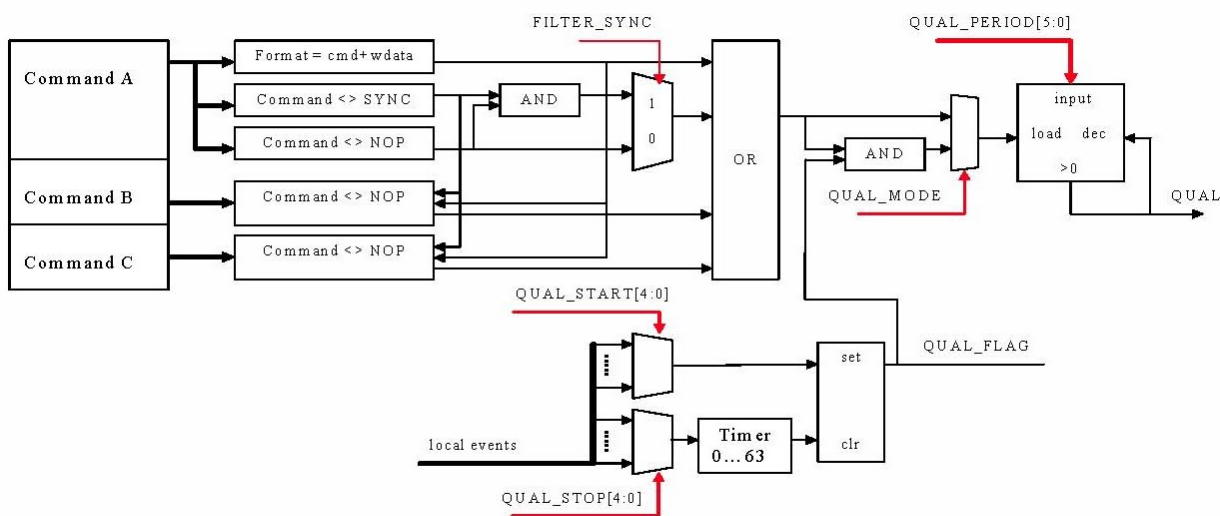 FILTER_SYNC
QUAL_PERIOD[5:0]
Command A
Format = cmd+wdata
Command <> SYNC
AND
1
0
Command <> NOP
OR
input
load dec
>0
AND
QUAL_MODE
QUAL
Command B
Command <> NOP
Command C
Command <> NOP
QUAL_START[4:0]
set
QUAL_FLAG
local events
Timer
0...63
clr
QUAL_STOP[4:0]